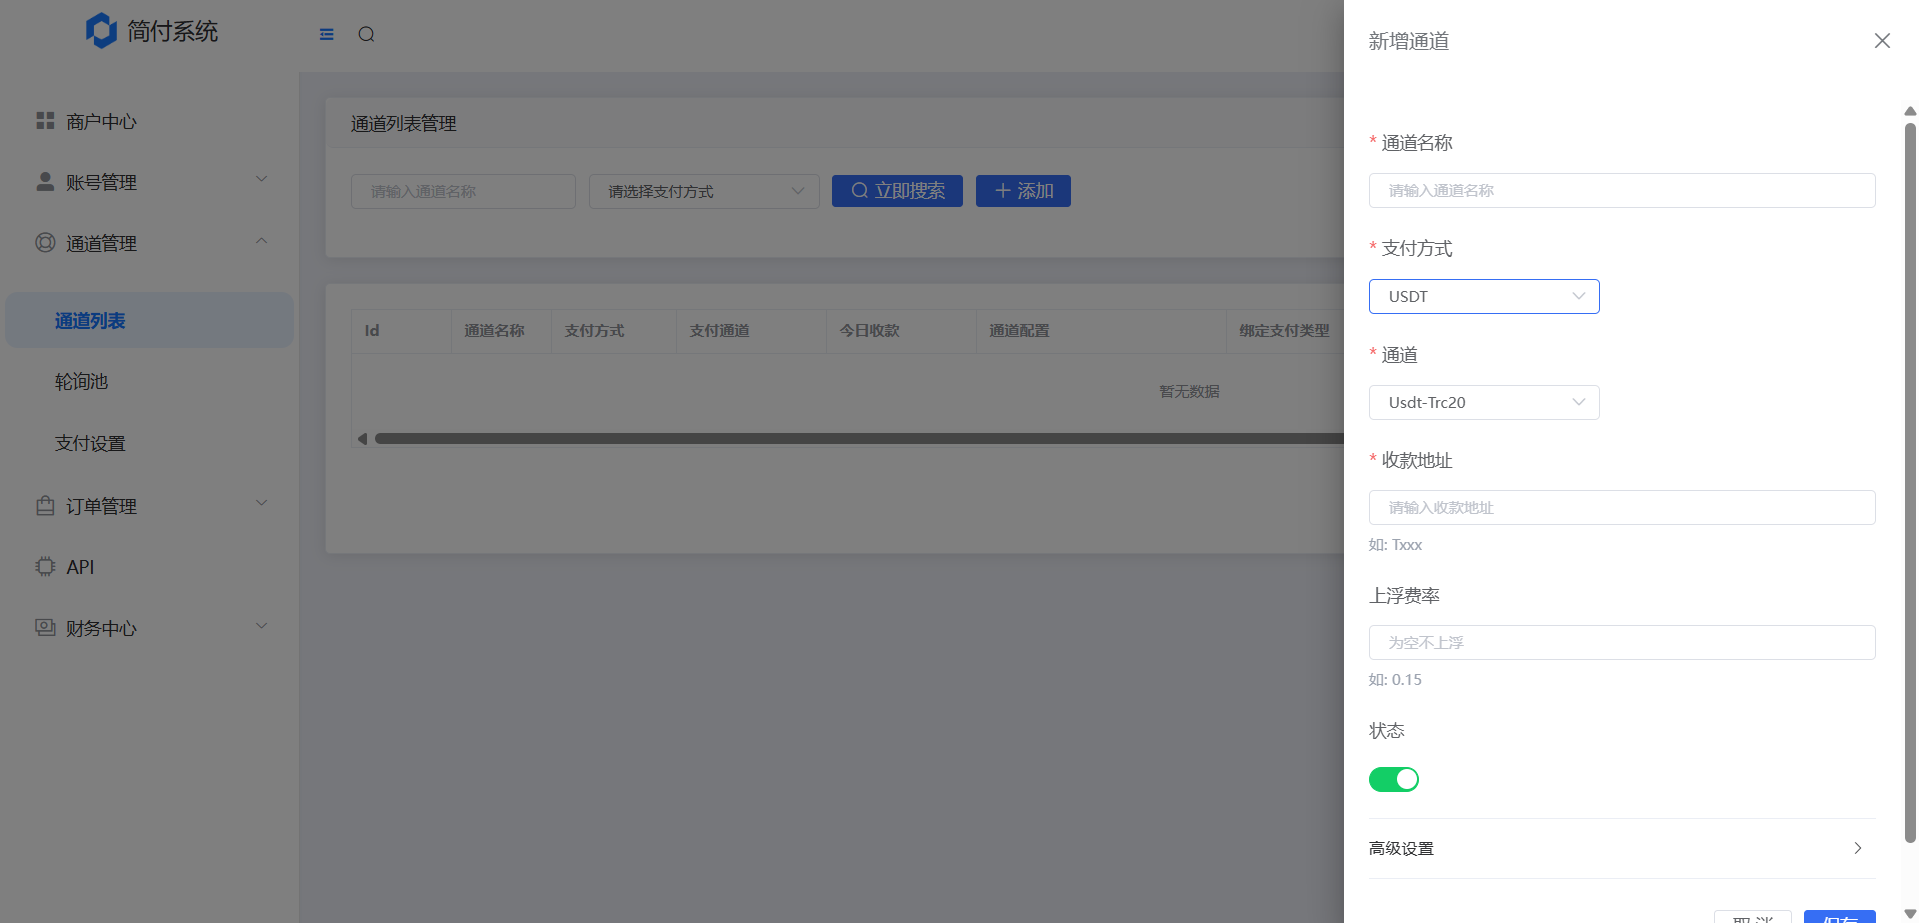 简付系统
商户中心
账号管理
通道管理
通道列表
轮询池
支付设置
订单管理
API
财务中心
通道列表管理
请输入通道名称
请选择支付方式
立即搜索
添加
Id 通道名称 支付方式 支付通道 今日收款 通道配置 绑定支付类型
暂无数据
新增通道
* 通道名称
请输入通道名称
* 支付方式
USDT
* 通道
Usdt-Trc20
* 收款地址
请输入收款地址
如: Txxx
上浮费率
为空不上浮
如: 0.15
状态
高级设置
取消
保存